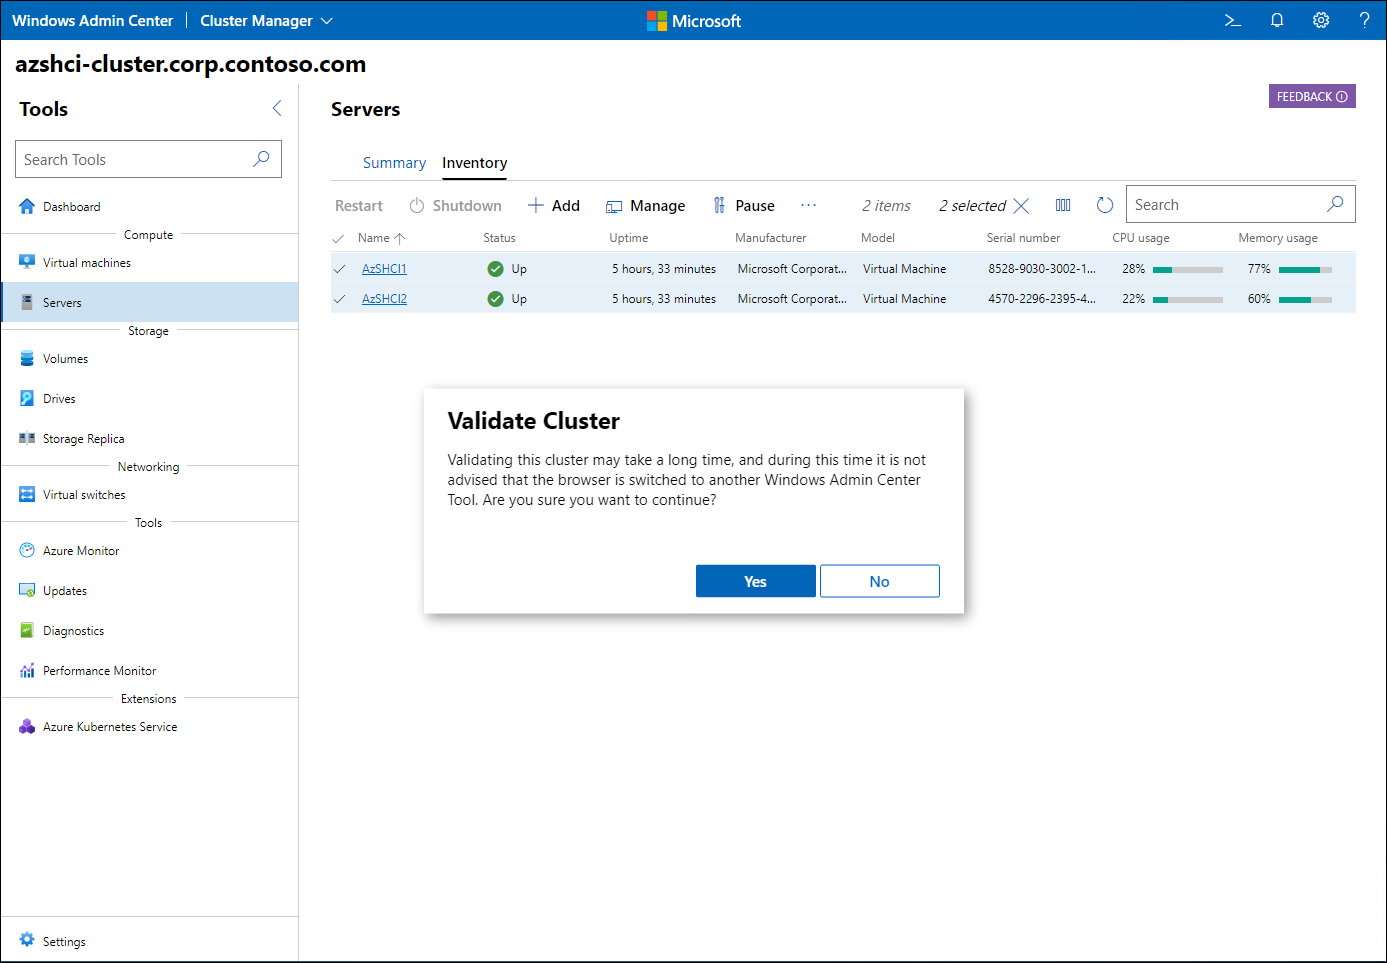 Windows Admin Center | Cluster Manager
Microsoft
>_
?
azshci-cluster.corp.contoso.com
Tools
Search Tools
Dashboard
Compute
Virtual machines
Servers
Storage
Volumes
Drives
Storage Replica
Networking
Virtual switches
Tools
Azure Monitor
Updates
Diagnostics
Performance Monitor
Extensions
Azure Kubernetes Service
Settings
Servers
FEEDBACK
Summary Inventory
Restart Shutdown Add Manage Pause ... 2 items 2 selected Search
Name Status Uptime Manufacturer Model Serial number CPU usage Memory usage
AzSHCI1 Up 5 hours, 33 minutes Microsoft Corporat... Virtual Machine 8528-9030-3002-1... 28% 77%
AzSHCI2 Up 5 hours, 33 minutes Microsoft Corporat... Virtual Machine 4570-2296-2395-4... 22% 60%
Validate Cluster
Validating this cluster may take a long time, and during this time it is not
advised that the browser is switched to another Windows Admin Center
Tool. Are you sure you want to continue?
Yes
No